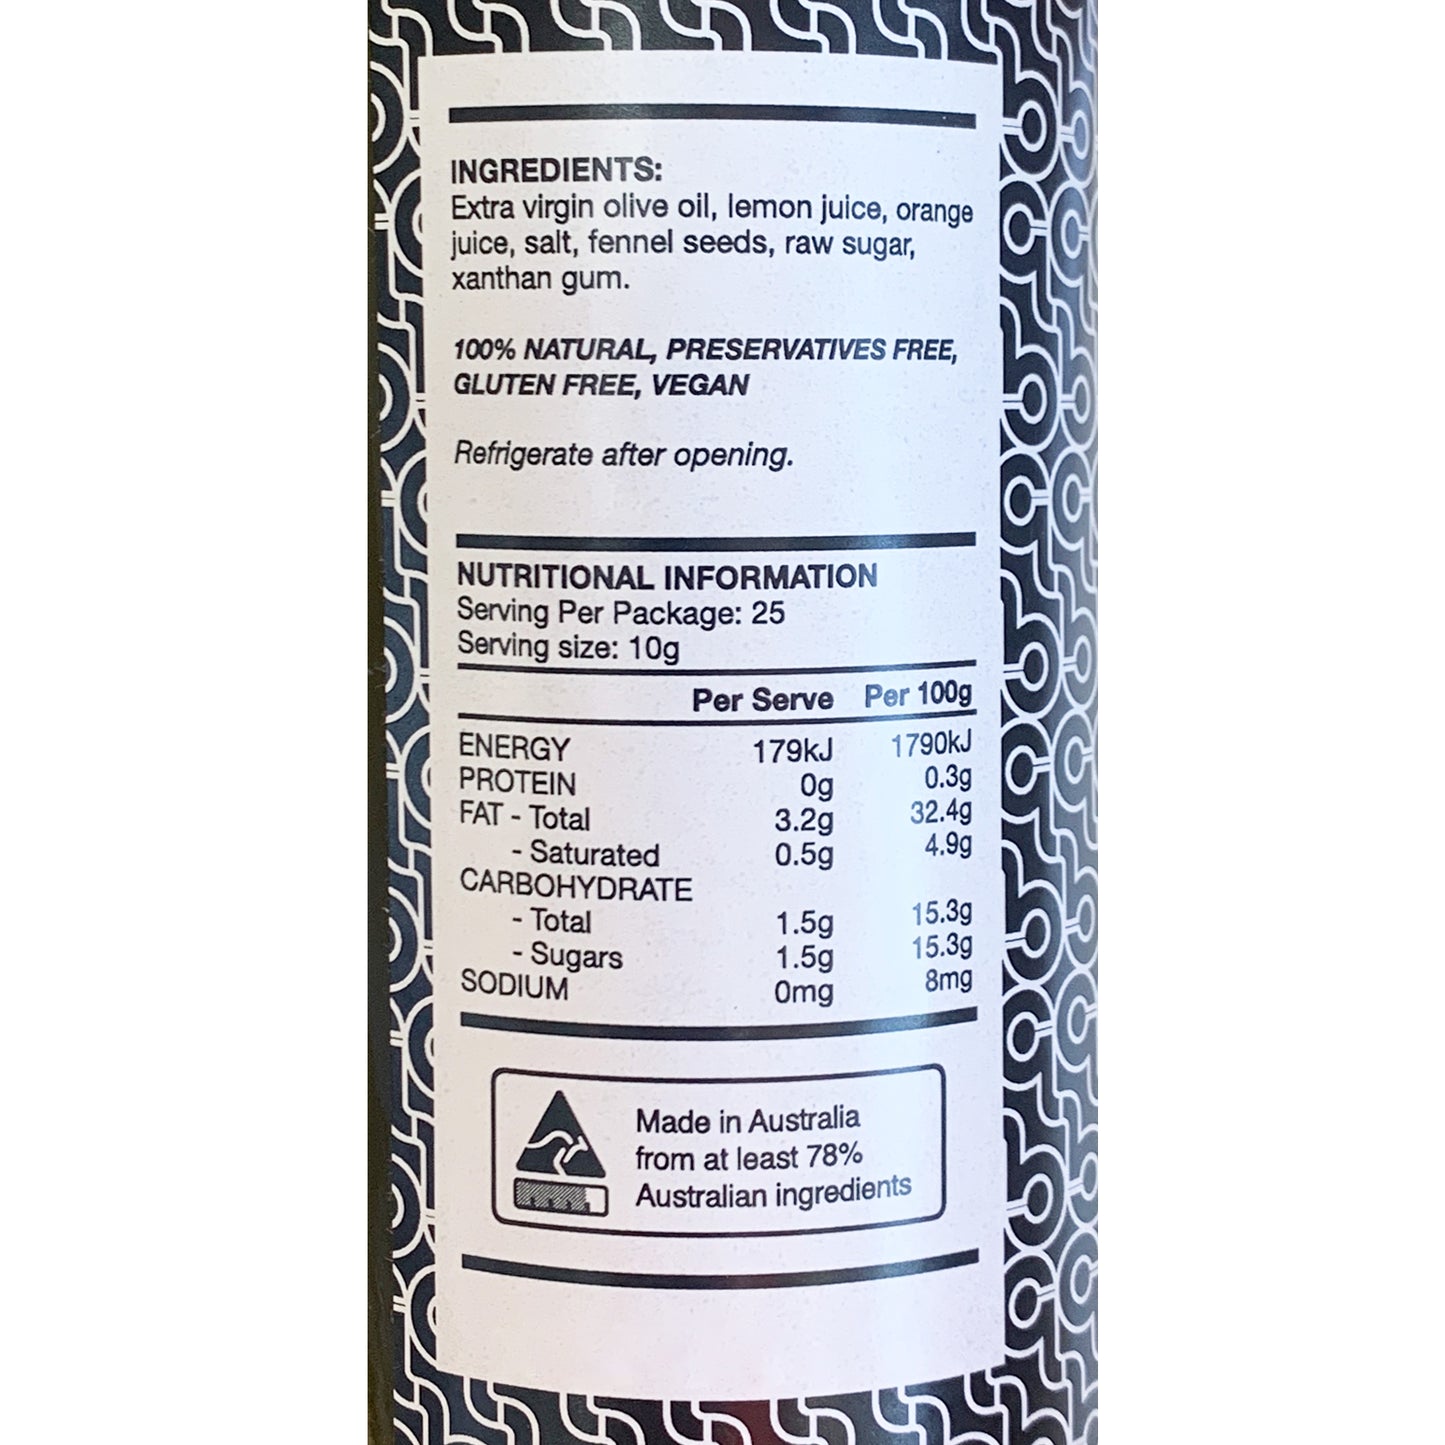 INGREDIENTS:
Extra virgin olive oil, lemon juice, orange
juice, salt, fennel seeds, raw sugar,
xanthan gum.
100% NATURAL, PRESERVATIVES FREE,
GLUTEN FREE, VEGAN
Refrigerate after opening.
NUTRITIONAL INFORMATION
Serving Per Package: 25
Serving size: 10g
Per Serve Per 100g
ENERGY 179kJ 1790kJ
PROTEIN 0g 0.3g
FAT - Total 3.2g 32.4g
- Saturated 0.5g 4.9g
CARBOHYDRATE
- Total 1.5g 15.3g
- Sugars 1.5g 15.3g
SODIUM 0mg 8mg
Made in Australia
from at least 78%
Australian ingredients